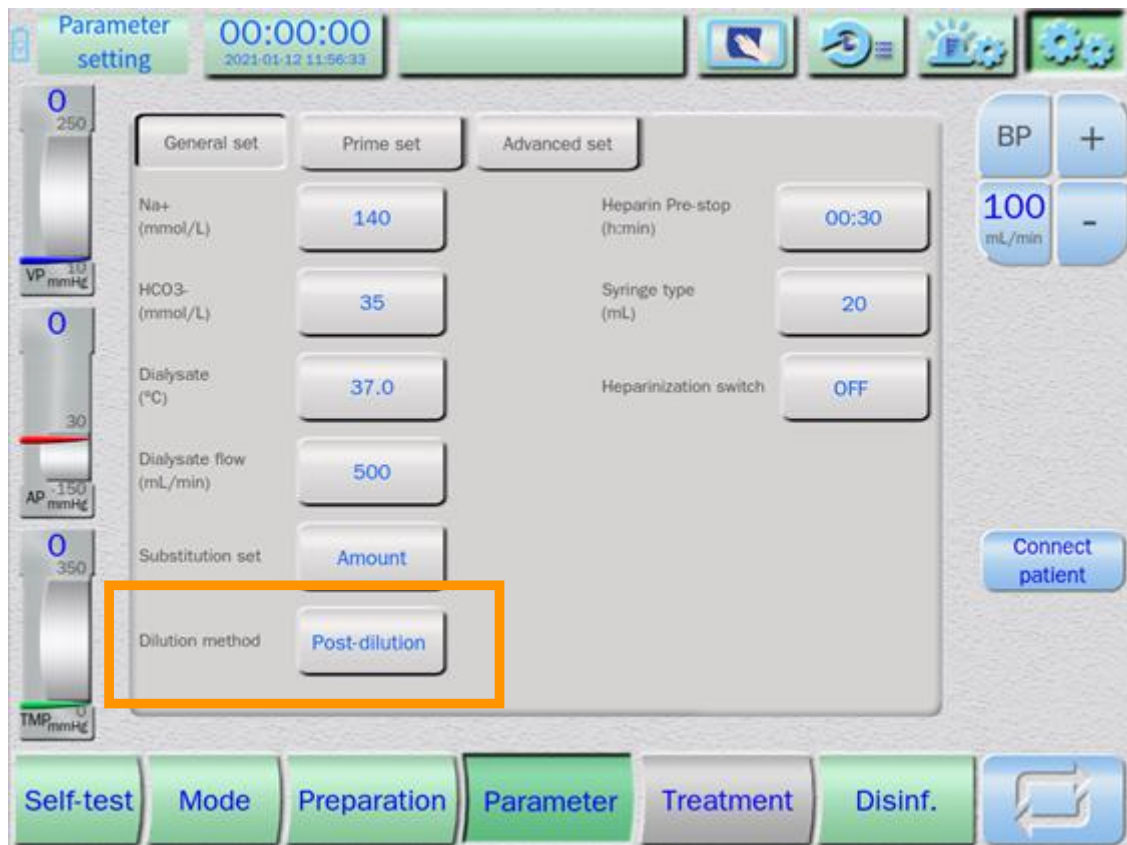 Parameter
setting
00:00:00
2021-01-12 11:56:33
0
250
10
VP mmHg
0
30
-150
AP mmHg
0
350
0
TMP mmHg
General set
Prime set
Advanced set
Na+
(mmol/L)
140
HCO3-
(mmol/L)
35
Dialysate
(°C)
37.0
Dialysate flow
(mL/min)
500
Substitution set
Amount
Dilution method
Post-dilution
Heparin Pre-stop
(h:min)
00:30
Syringe type
(mL)
20
Heparinization switch
OFF
BP
+
100
mL/min
-
Connect
patient
Self-test
Mode
Preparation
Parameter
Treatment
Disinf.